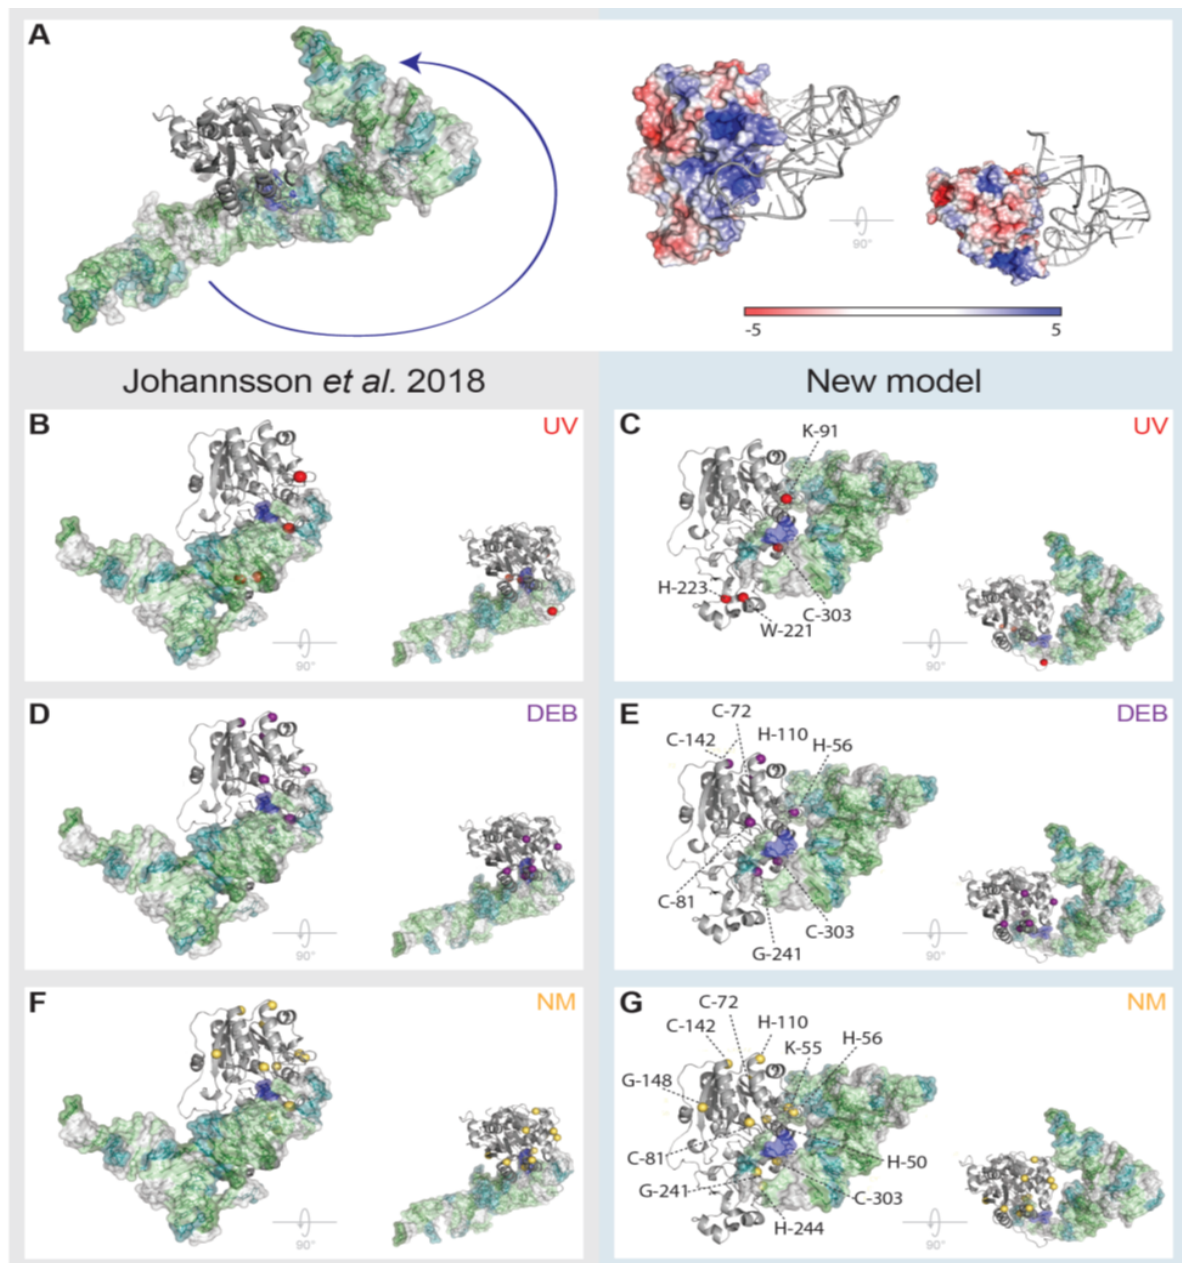 A
90°
-5
5
Johannsson et al. 2018
New model
B
UV
90°
C
UV
K-91
H-223
W-221
C-303
90°
D
DEB
90°
E
DEB
C-72
C-142
H-110
H-56
C-81
C-303
G-241
90°
F
NM
90°
G
NM
C-72
C-142
H-110
K-55
H-56
G-148
C-81
H-50
G-241
C-303
H-244
90°